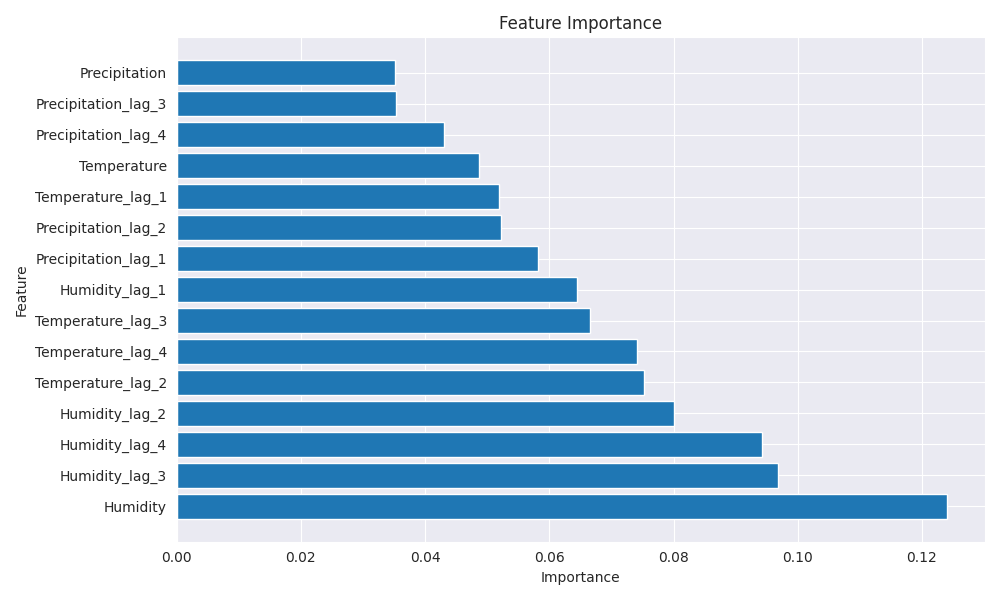 Feature Importance
Precipitation
Precipitation_lag_3
Precipitation_lag_4
Temperature
Temperature_lag_1
Precipitation_lag_2
Precipitation_lag_1
Humidity_lag_1
Temperature_lag_3
Temperature_lag_4
Temperature_lag_2
Humidity_lag_2
Humidity_lag_4
Humidity_lag_3
Humidity
Feature
0.00 0.02 0.04 0.06 0.08 0.10 0.12
Importance